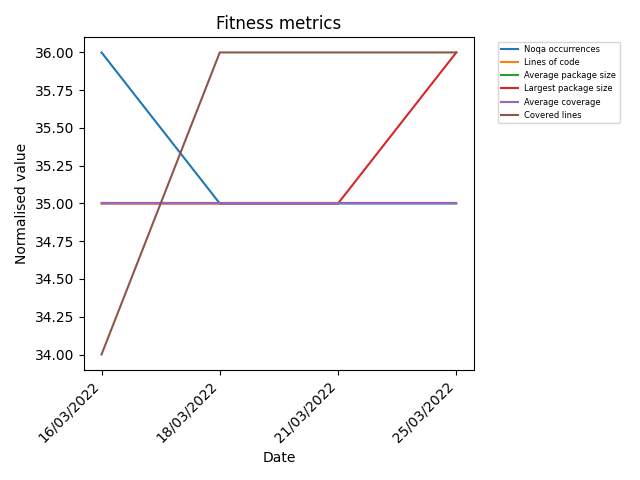 Fitness metrics
Noqa occurrences
Lines of code
Average package size
Largest package size
Average coverage
Covered lines
Normalised value
36.00
35.75
35.50
35.25
35.00
34.75
34.50
34.25
34.00
16/03/2022
18/03/2022
21/03/2022
25/03/2022
Date